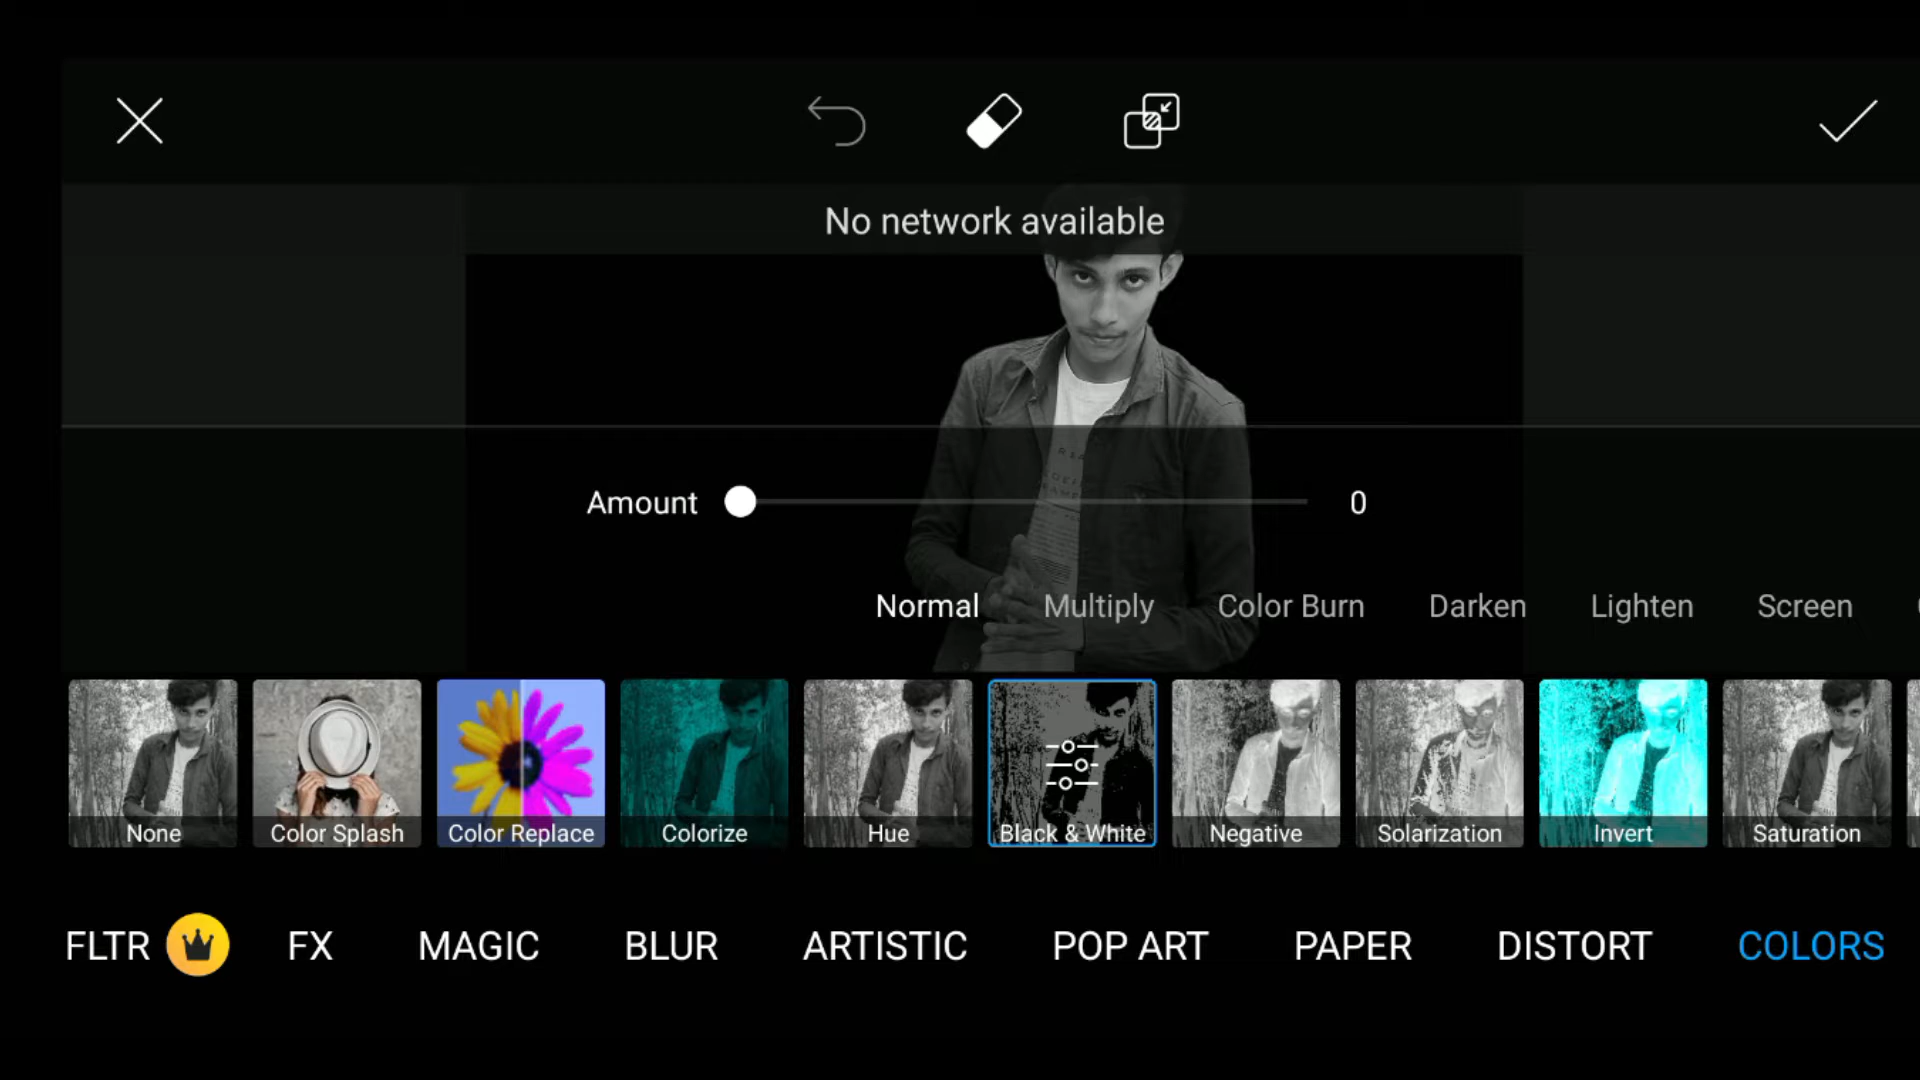 No network available
Amount 0
Normal Multiply Color Burn Darken Lighten Screen
None Color Splash Color Replace Colorize Hue Black & White Negative Solarization Invert Saturation
FLTR FX MAGIC BLUR ARTISTIC POP ART PAPER DISTORT COLORS